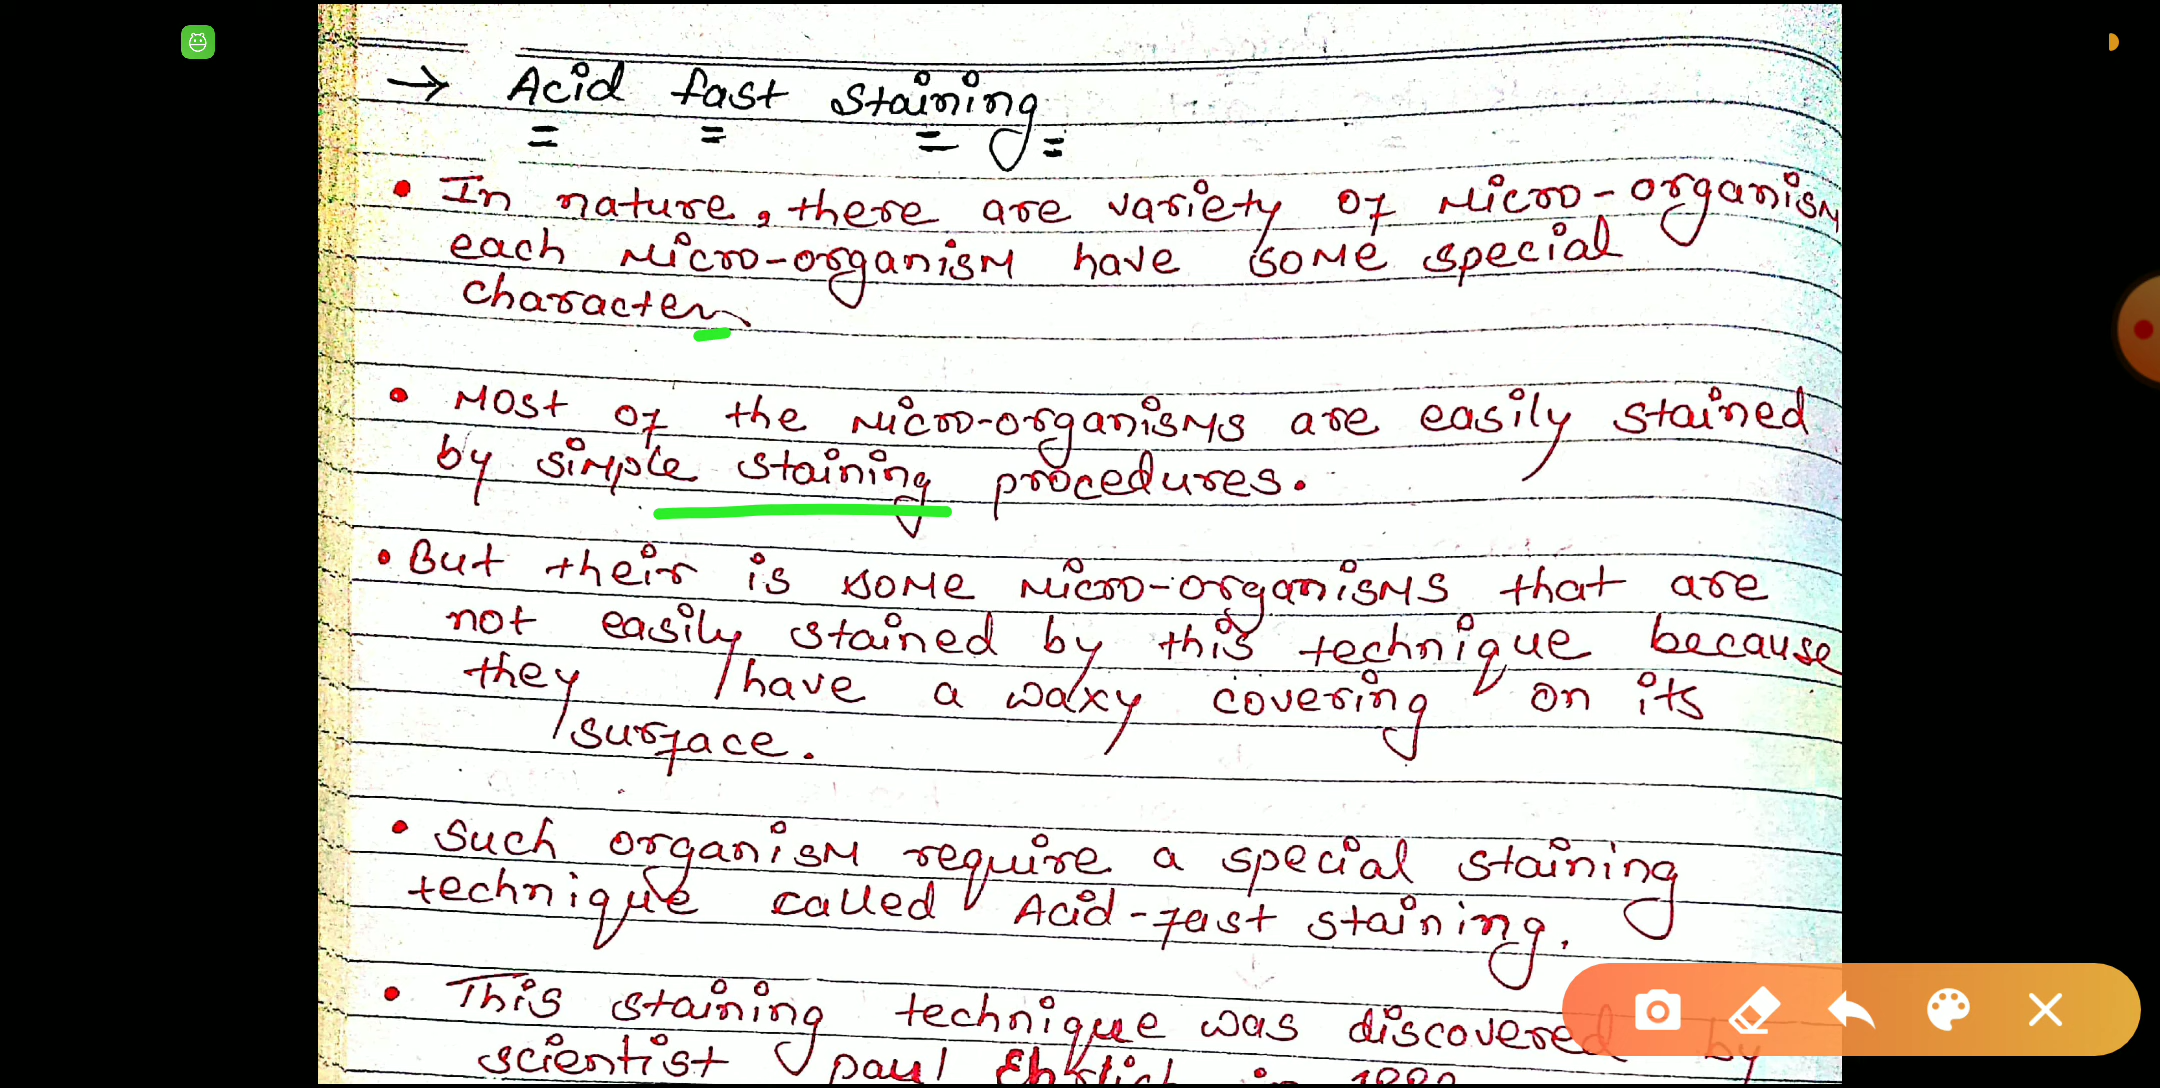 → Acid fast staining
• In nature, there are variety of Micro-organism
each Micro-organism have some special
character
• Most of the Micro-organisms are easily stained
by simple staining procedures.
• But their is some Micro-organisms that are
not easily stained by this technique because
they have a waxy covering on its
surface.
• Such organism require a special staining
technique called Acid-fast staining.
• This staining technique was discovered by
scientist paul Ehrlich in